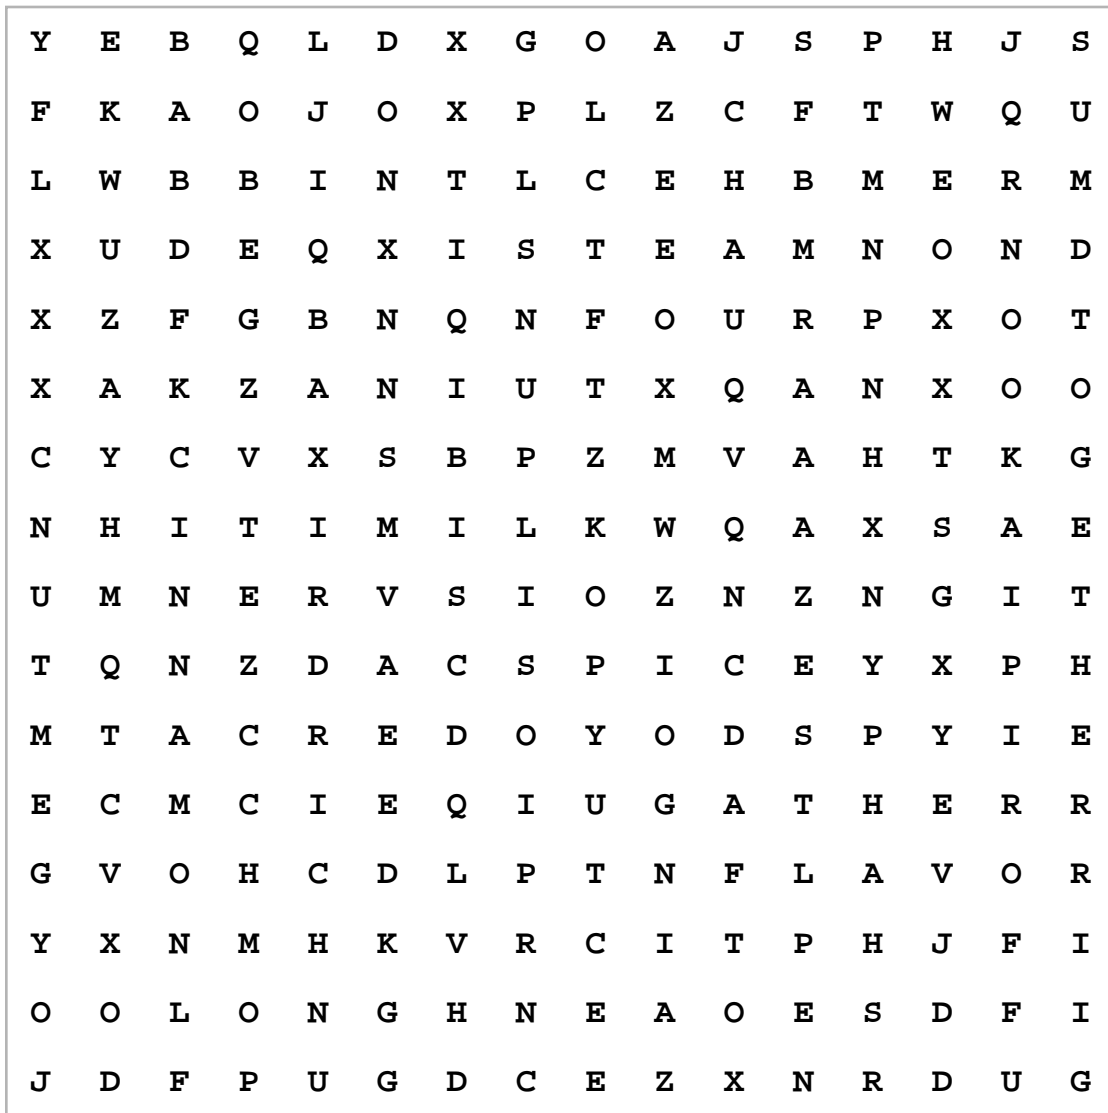 Y E B Q L D X G O A J S P H J S
F K A O J O X P L Z C F T W Q U
L W B B I N T L C E H B M E R M
X U D E Q X I S T E A M N O N D
X Z F G B N Q N F O U R P X O T
X A K Z A N I U T X Q A N X O O
C Y C V X S B P Z M V A H T K G
N H I T I M I L K W Q A X S A E
U M N E R V S I O Z N Z N G I T
T Q N Z D A C S P I C E Y X P H
M T A C R E D O Y O D S P Y I E
E C M C I E Q I U G A T H E R R
G V O H C D L P T N F L A V O R
Y X N M H K V R C I T P H J F I
O O L O N G H N E A O E S D F I
J D F P U G D C E Z X N R D U G